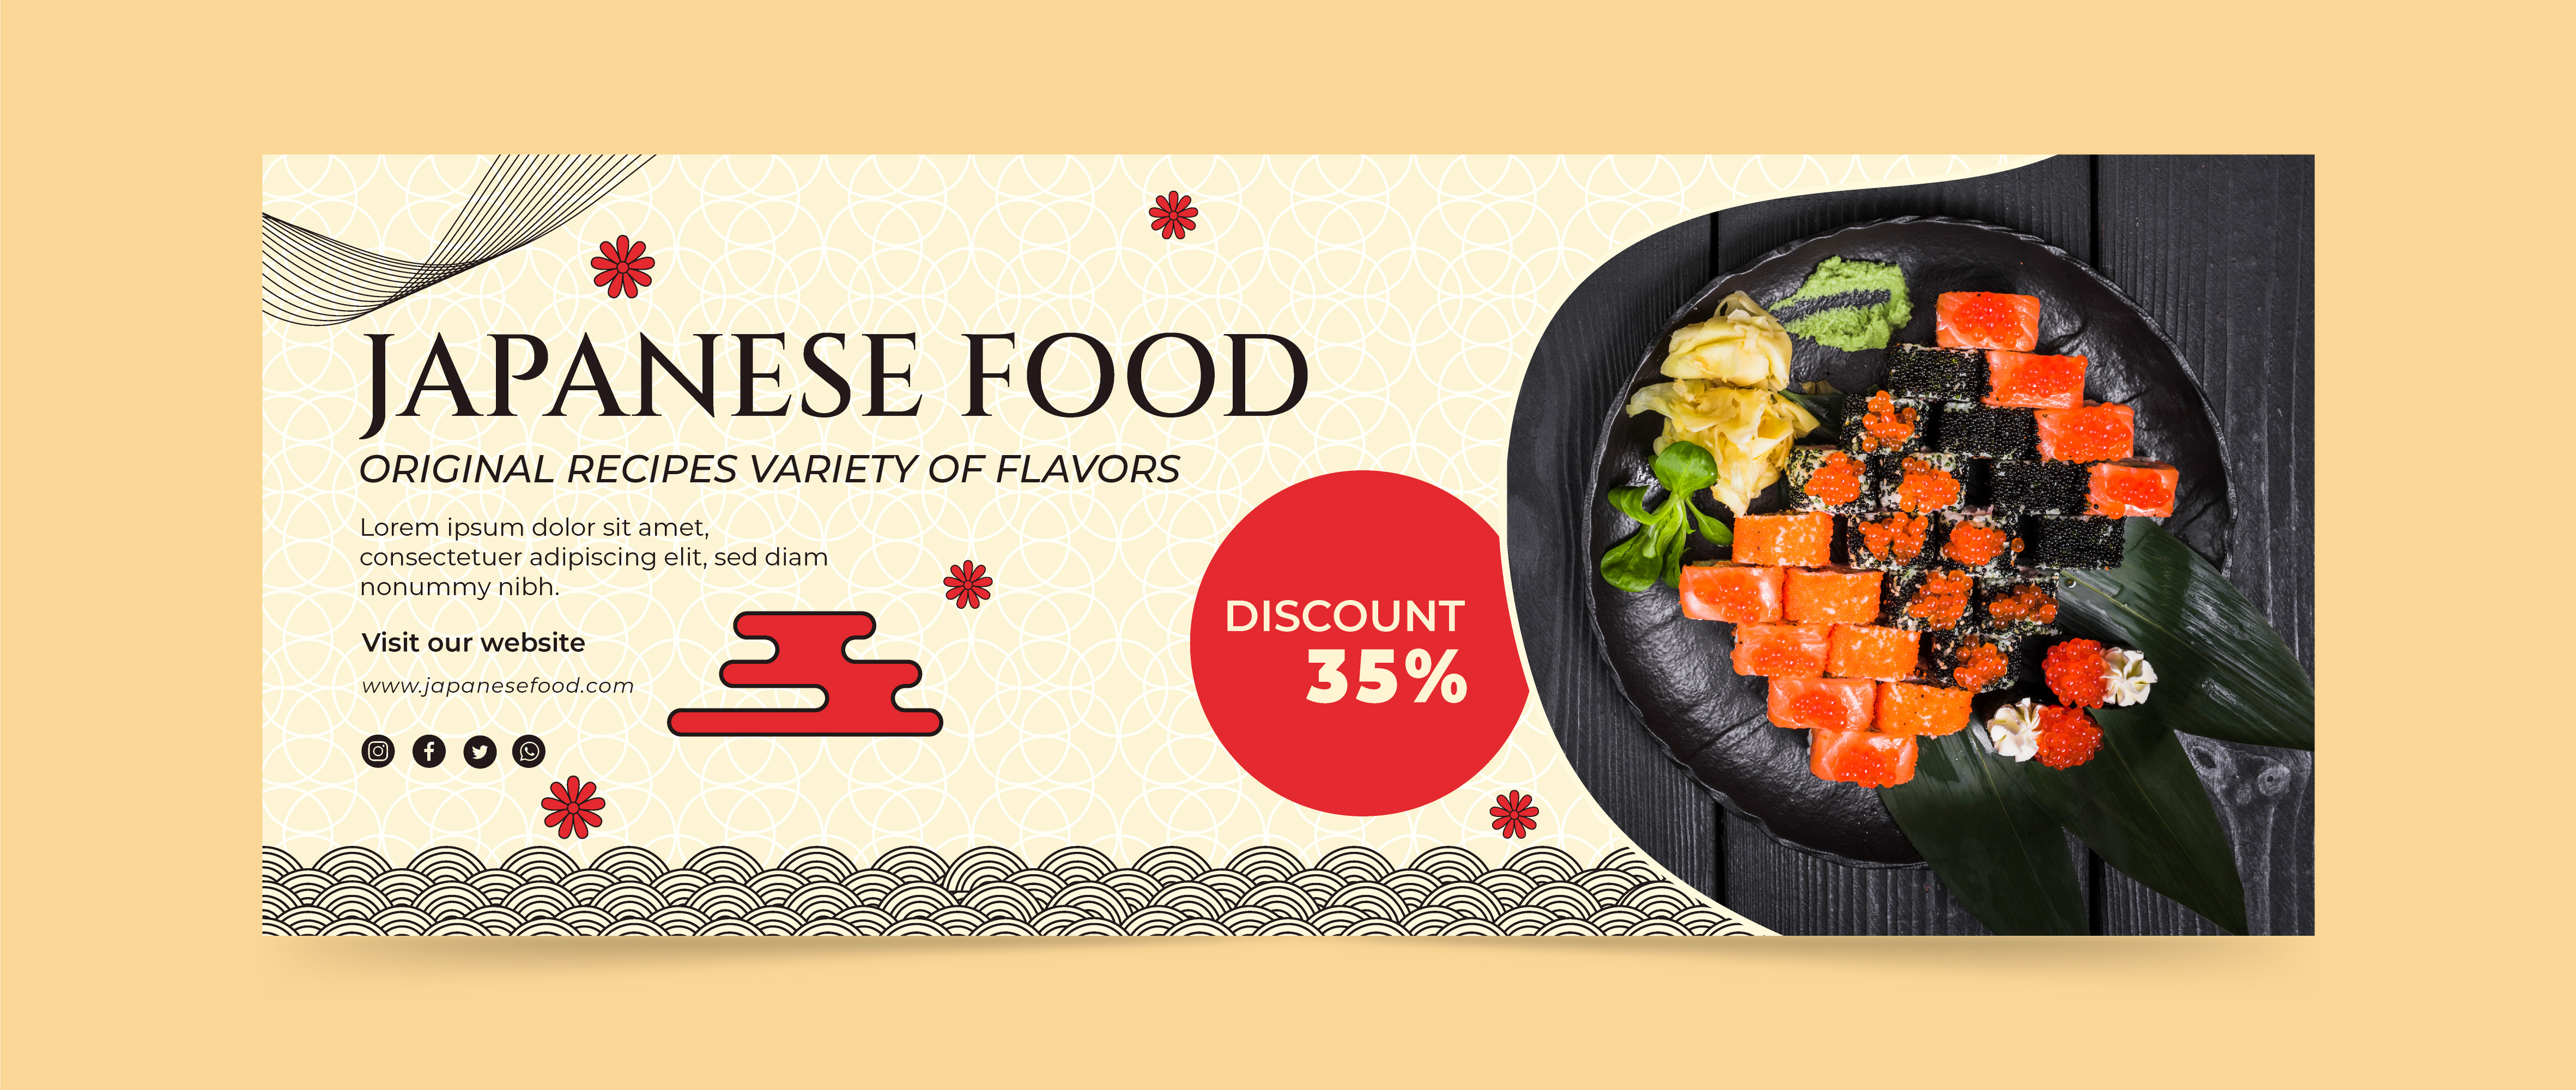 JAPANESE FOOD
ORIGINAL RECIPES VARIETY OF FLAVORS
Lorem ipsum dolor sit amet,
consectetuer adipiscing elit, sed diam
nonummy nibh.
Visit our website
www.japanesefood.com
DISCOUNT
35%